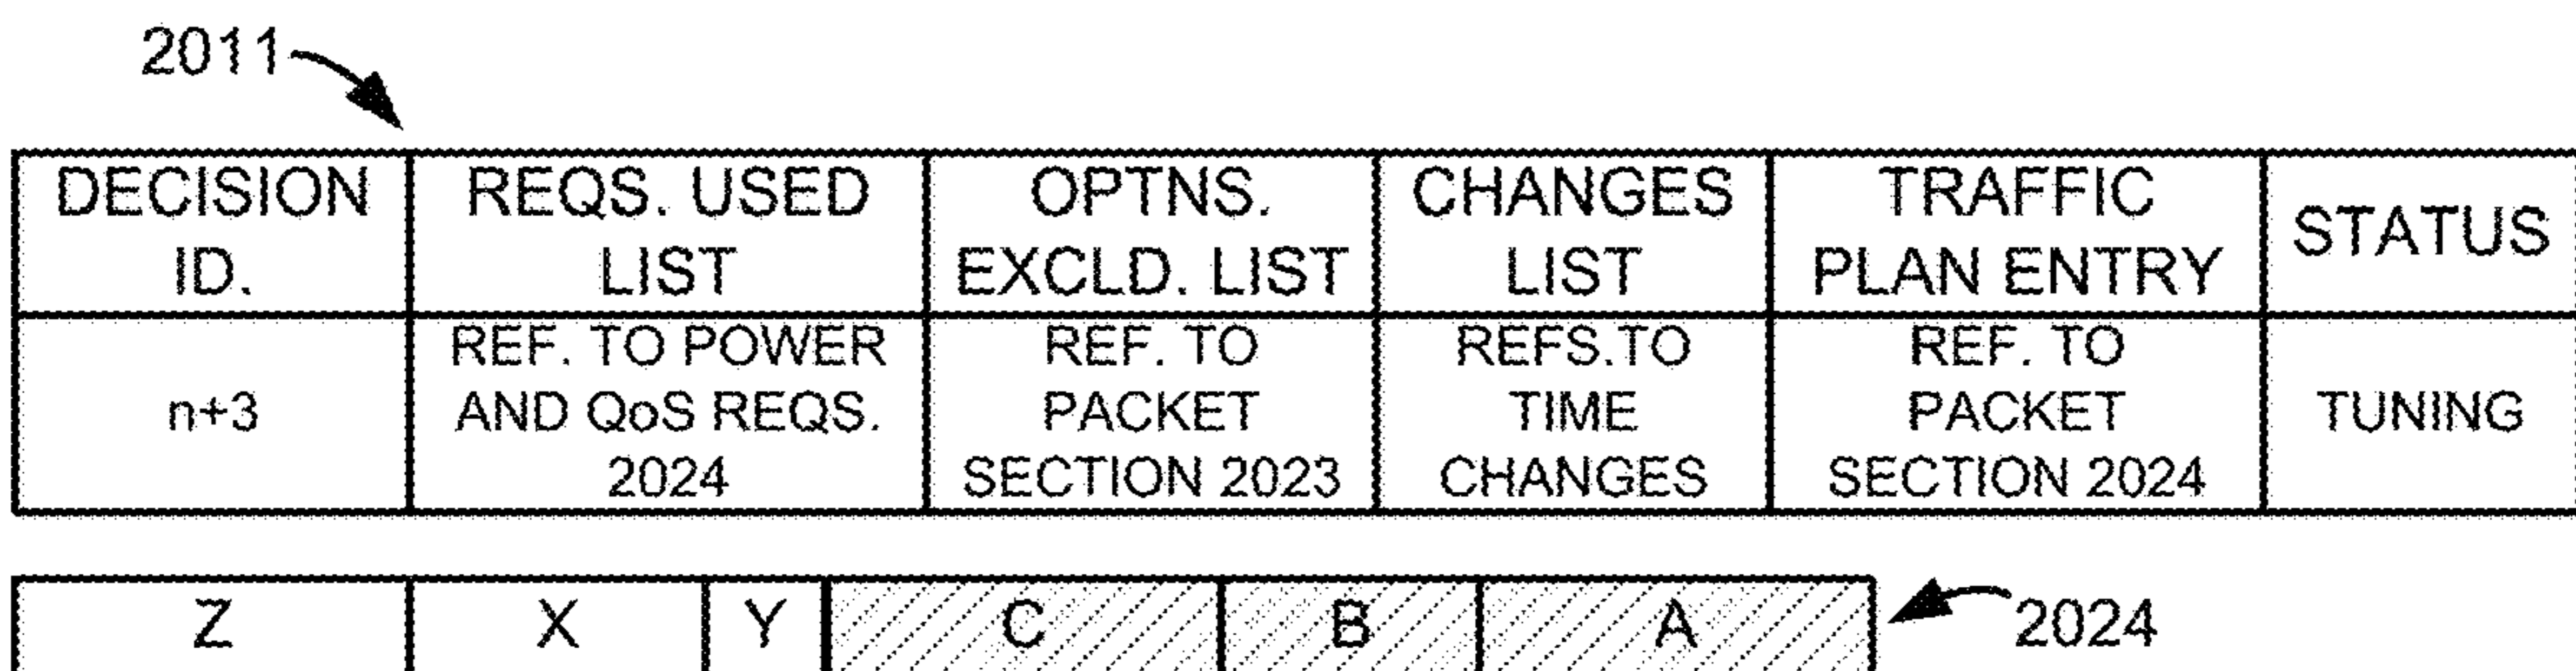 2011
DECISION ID.
REQS. USED LIST
OPTNS. EXCLD. LIST
CHANGES LIST
TRAFFIC PLAN ENTRY
STATUS
n+3
REF. TO POWER AND QoS REQS. 2024
REF. TO PACKET SECTION 2023
REFS.TO TIME CHANGES
REF. TO PACKET SECTION 2024
TUNING
Z X Y C B A
2024